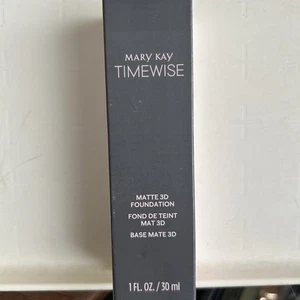 MARY KAY
TIMEWISE
MATTE 3D
FOUNDATION
FOND DE TEINT
MAT 3D
BASE MATE 3D
1 FL. OZ. / 30 ml